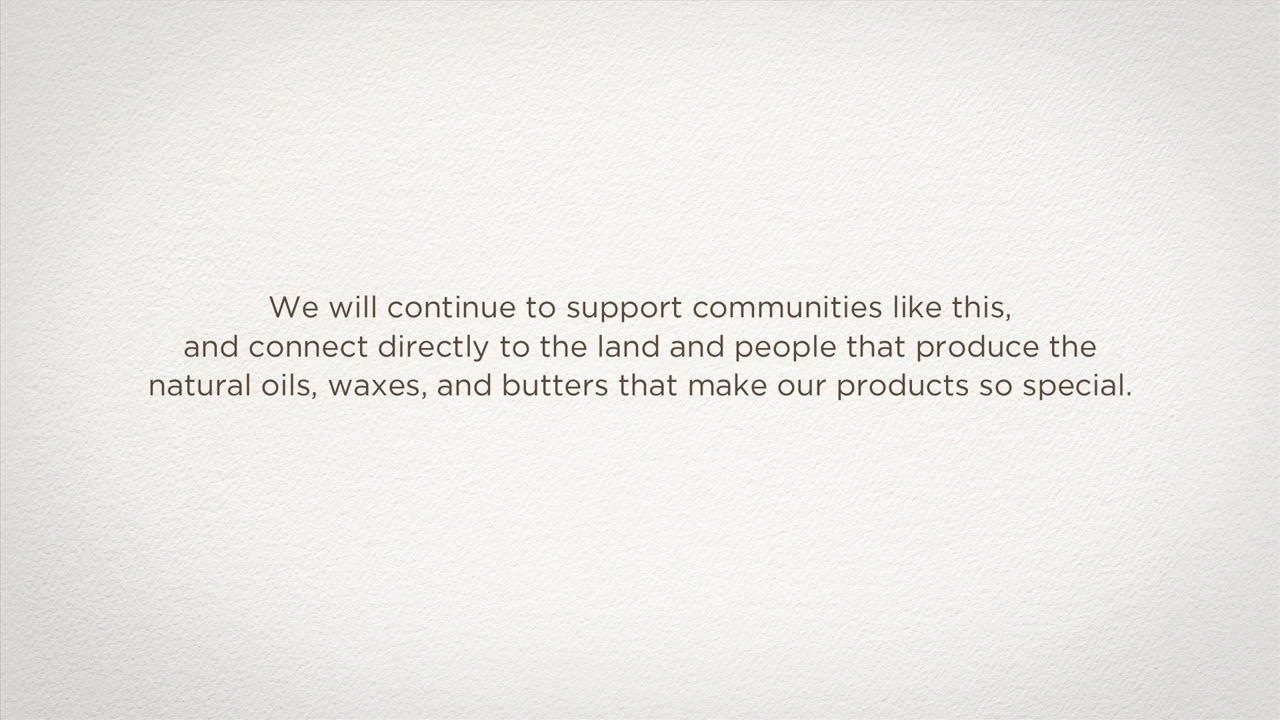 We will continue to support communities like this,
and connect directly to the land and people that produce the
natural oils, waxes, and butters that make our products so special.